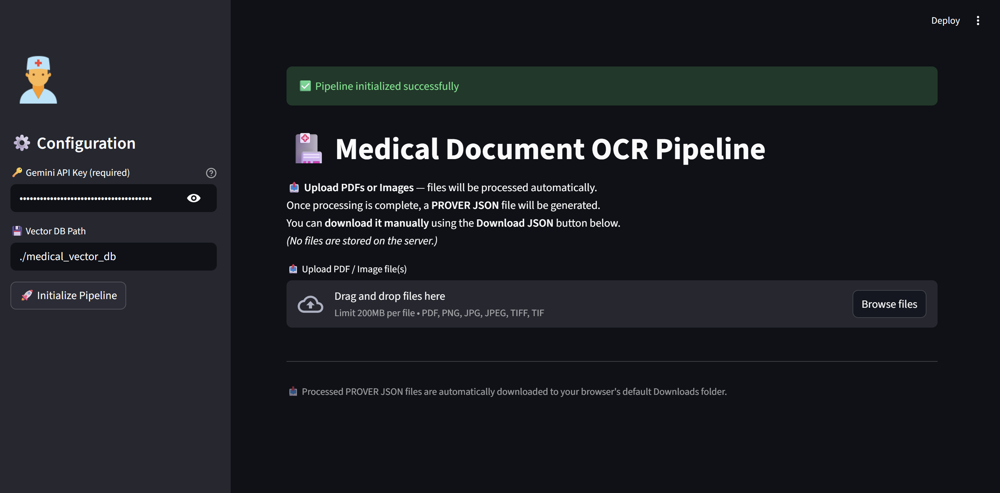 Deploy
✅ Pipeline initialized successfully
⚙️ Configuration
🔑 Gemini API Key (required)
•••••••••••••••••••••••••••••••••••••••
💾 Vector DB Path
./medical_vector_db
🚀 Initialize Pipeline
🏥 Medical Document OCR Pipeline
📤 Upload PDFs or Images — files will be processed automatically.
Once processing is complete, a PROVER JSON file will be generated.
You can download it manually using the Download JSON button below.
(No files are stored on the server.)
📤 Upload PDF / Image file(s)
Drag and drop files here
Limit 200MB per file • PDF, PNG, JPG, JPEG, TIFF, TIF
Browse files
📥 Processed PROVER JSON files are automatically downloaded to your browser's default Downloads folder.